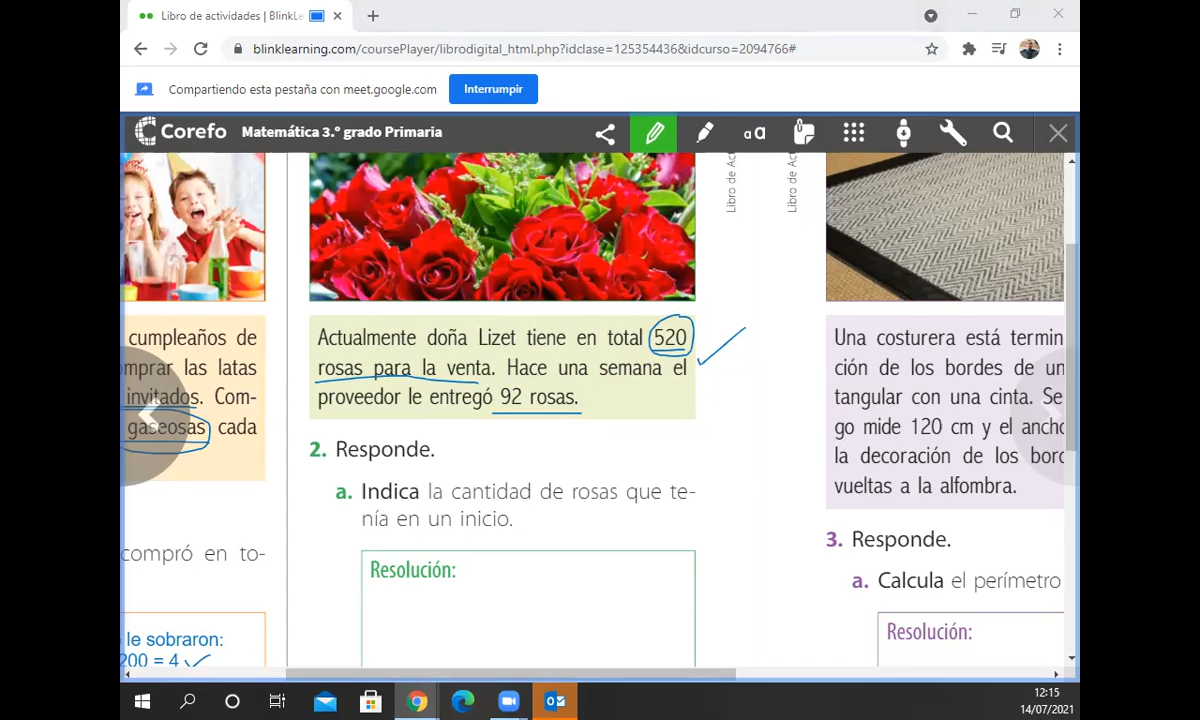 Libro de actividades | BlinkLe
blinklearning.com/coursePlayer/librodigital_html.php?idclase=125354436&idcurso=2094766#
Compartiendo esta pestaña con meet.google.com
Interrumpir
Corefo
Matemática 3.° grado Primaria
aa
cumpleaños de
mprar las latas
invitados. Com-
gaseosas cada
compró en to-
le sobraron:
200 = 4
Libro de Act
Actualmente doña Lizet tiene en total 520
rosas para la venta. Hace una semana el
proveedor le entregó 92 rosas.
2. Responde.
a. Indica la cantidad de rosas que te-
nía en un inicio.
Resolución:
Libro de Act
Una costurera está termin
ción de los bordes de un
tangular con una cinta. Se
go mide 120 cm y el ancho
la decoración de los bord
vueltas a la alfombra.
3. Responde.
a. Calcula el perímetro
Resolución:
12:15
14/07/2021